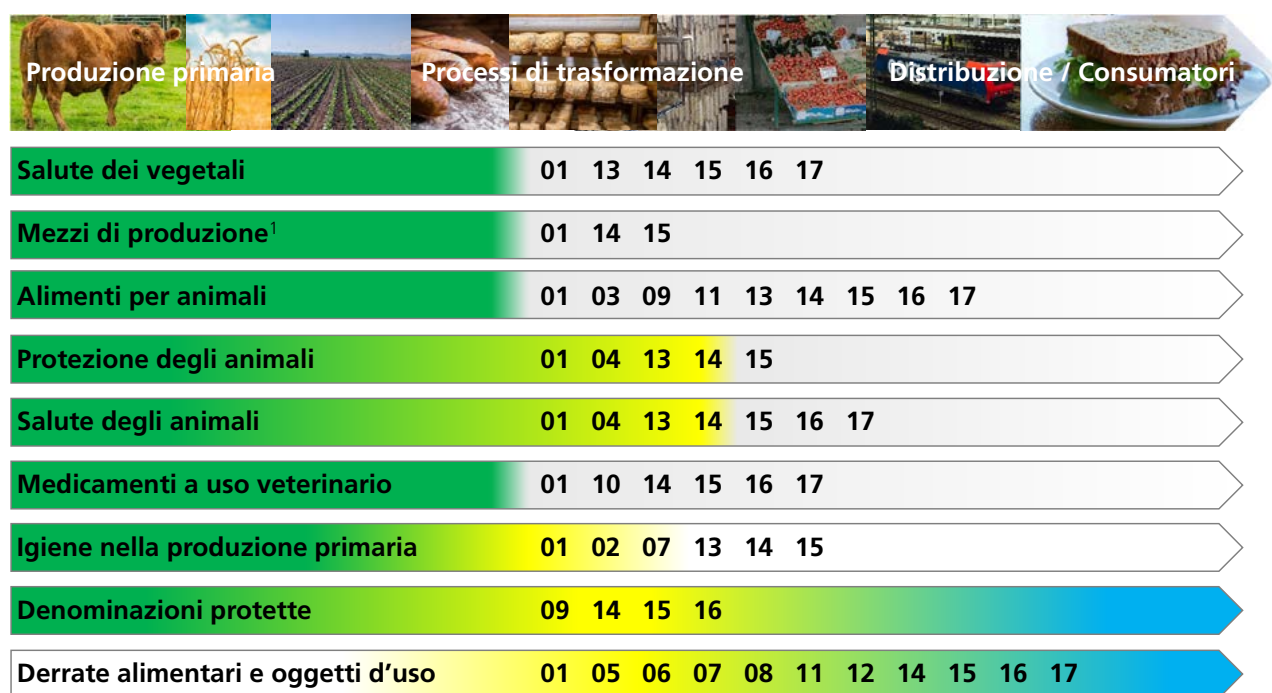 Produzione primaria Processi di trasformazione Distribuzione / Consumatori
Salute dei vegetali 01 13 14 15 16 17
Mezzi di produzione¹ 01 14 15
Alimenti per animali 01 03 09 11 13 14 15 16 17
Protezione degli animali 01 04 13 14 15
Salute degli animali 01 04 13 14 15 16 17
Medicamenti a uso veterinario 01 10 14 15 16 17
Igiene nella produzione primaria 01 02 07 13 14 15
Denominazioni protette 09 14 15 16
Derrate alimentari e oggetti d’uso 01 05 06 07 08 11 12 14 15 16 17